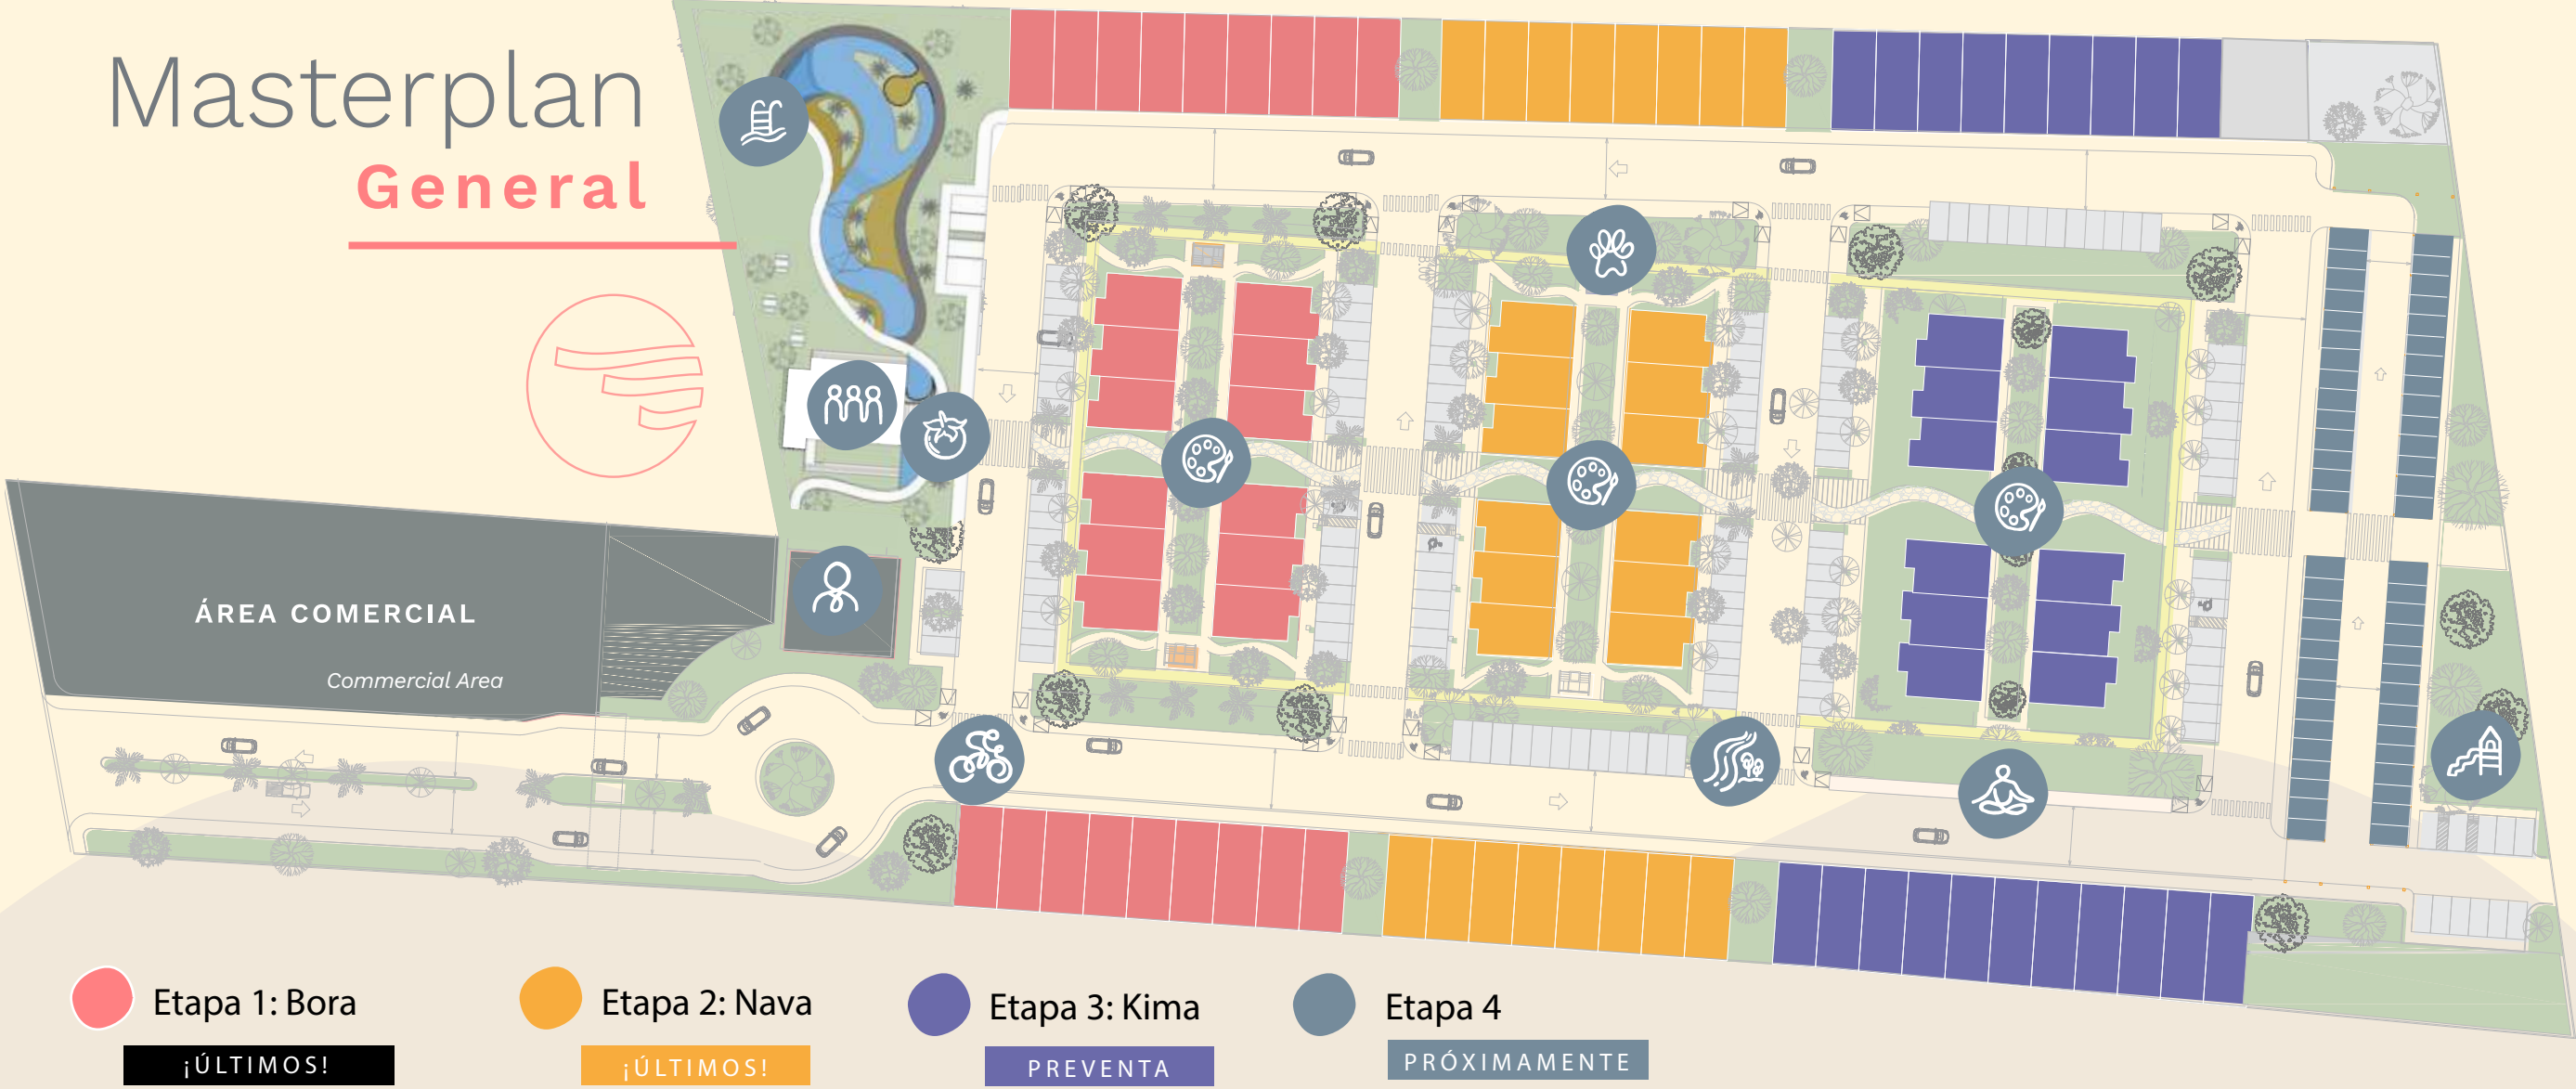 Masterplan
General
ÁREA COMERCIAL
Commercial Area
Etapa 1: Bora
¡ÚLTIMOS!
Etapa 2: Nava
¡ÚLTIMOS!
Etapa 3: Kima
PREVENTA
Etapa 4
PRÓXIMAMENTE